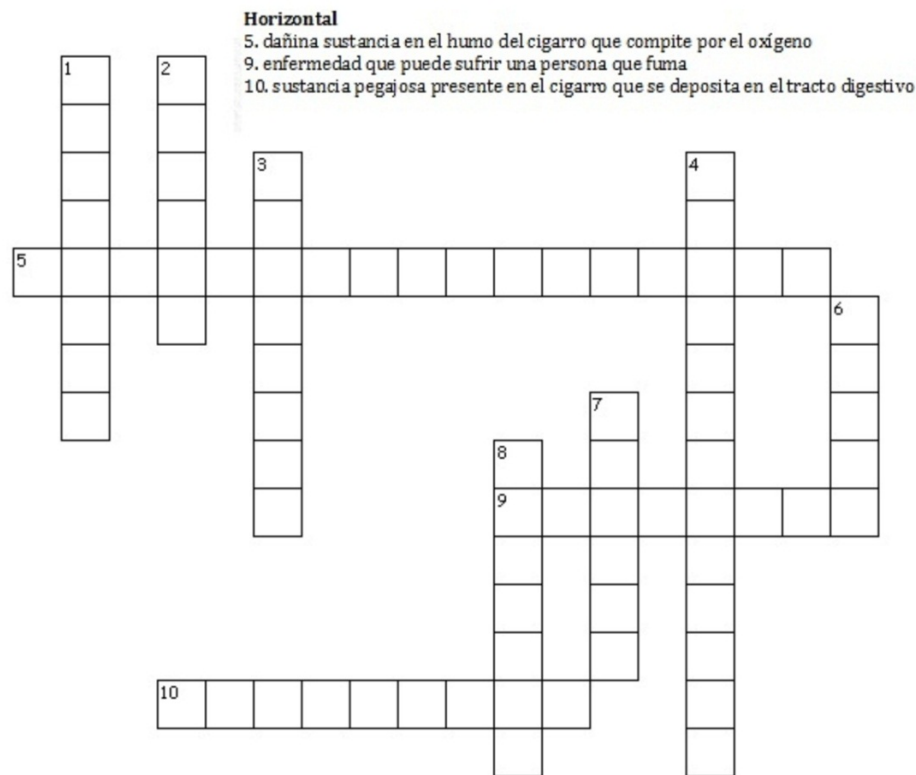 Horizontal
5. dañina sustancia en el humo del cigarro que compite por el oxígeno
9. enfermedad que puede sufrir una persona que fuma
10. sustancia pegajosa presente en el cigarro que se deposita en el tracto digestivo
1
2
3
4
5
6
7
8
9
10